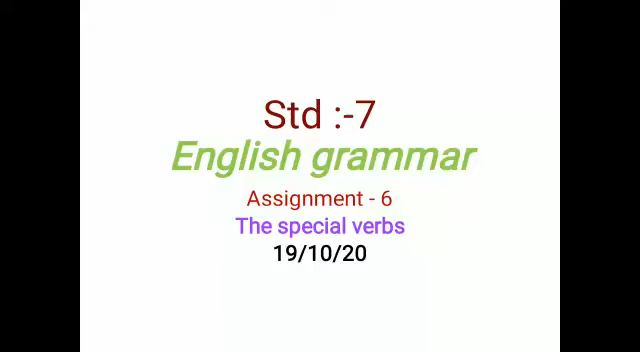 Std :-7
English grammar
Assignment - 6
The special verbs
19/10/20